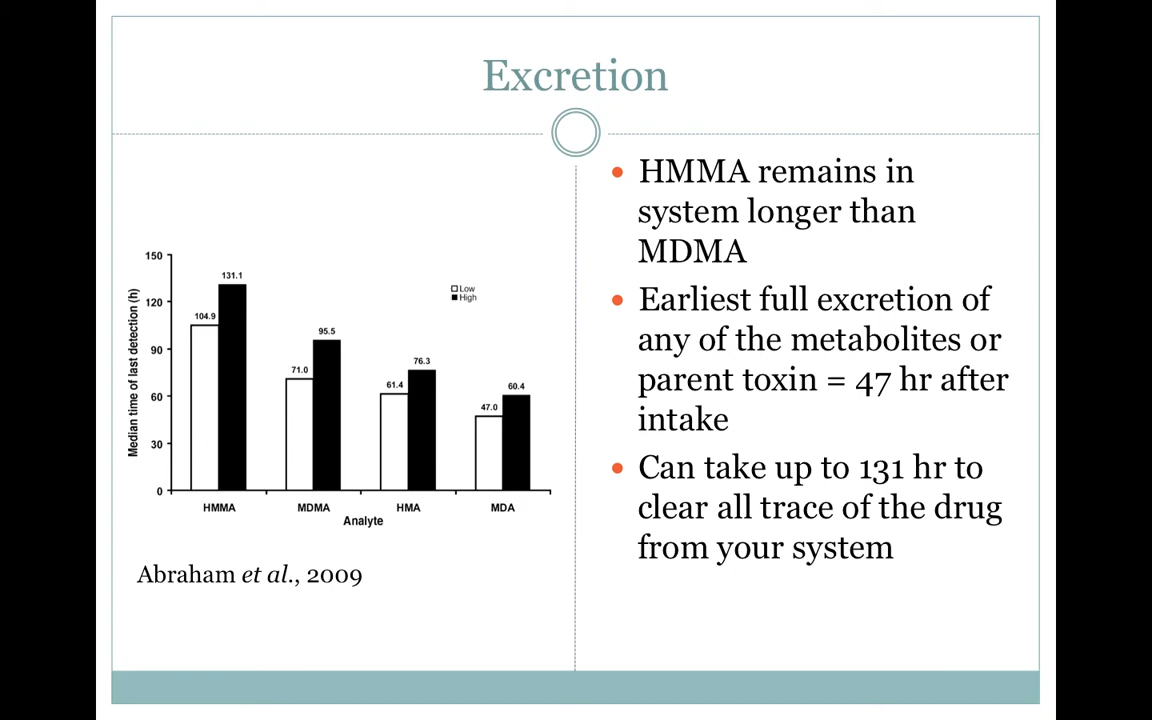 Excretion
150
120
90
60
30
0
Median time of last detection (h)
104.9
131.1
71.0
95.5
61.4
76.3
47.0
60.4
Low
High
HMMA
MDMA
HMA
MDA
Analyte
Abraham et al., 2009
HMMA remains in
system longer than
MDMA
Earliest full excretion of
any of the metabolites or
parent toxin = 47 hr after
intake
Can take up to 131 hr to
clear all trace of the drug
from your system